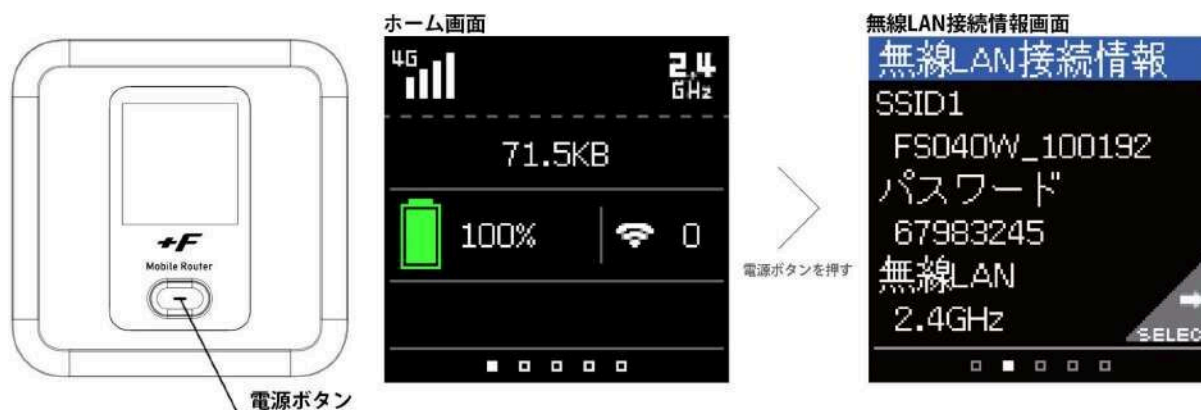 ホーム画面
無線LAN接続情報画面
4G
2.4
GHz
71.5KB
100%
0
電源ボタンを押す
無線LAN接続情報
SSID1
FS040W_100192
パスワード
67983245
無線LAN
2.4GHz
SELEC
+F
Mobile Router
電源ボタン